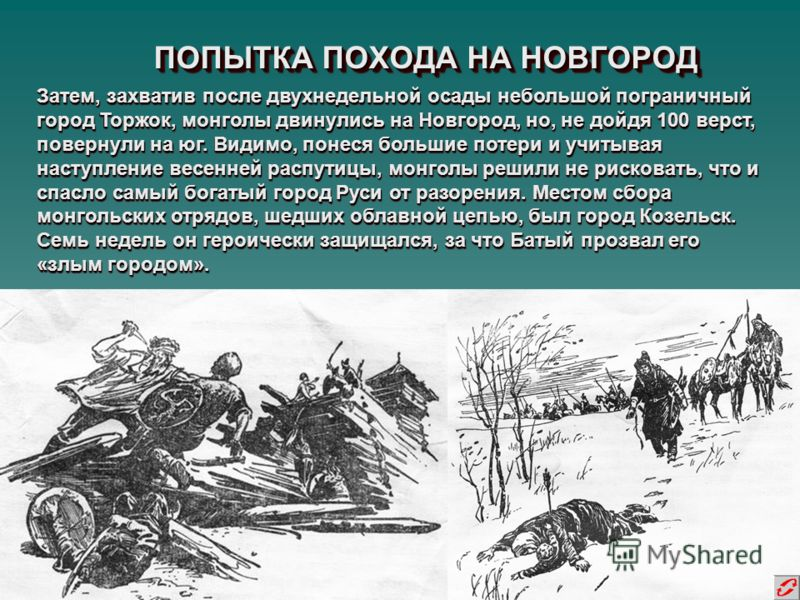 ПОПЫТКА ПОХОДА НА НОВГОРОД
Затем, захватив после двухнедельной осады небольшой пограничный
город Торжок, монголы двинулись на Новгород, но, не дойдя 100 верст,
повернули на юг. Видимо, понеся большие потери и учитывая
наступление весенней распутицы, монголы решили не рисковать, что и
спасло самый богатый город Руси от разорения. Местом сбора
монгольских отрядов, шедших облавной цепью, был город Козельск.
Семь недель он героически защищался, за что Батый прозвал его
«злым городом».
MyShared